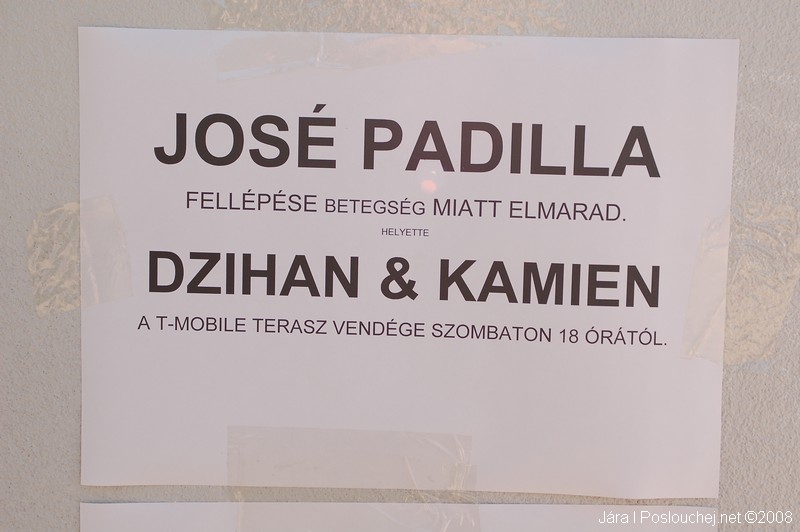 JOSÉ PADILLA
FELLÉPÉSE BETEGSÉG MIATT ELMARAD.
HELYETTE
DZIHAN & KAMIEN
A T-MOBILE TERASZ VENDÉGE SZOMBATON 18 ÓRÁTÓL.
Jára | Poslouchej.net ©2008